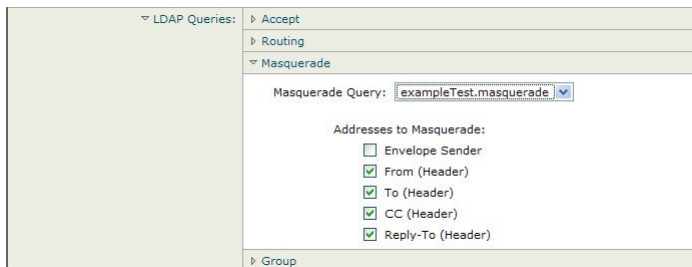 LDAP Queries:
Accept
Routing
Masquerade
Masquerade Query: exampleTest.masquerade
Addresses to Masquerade:
Envelope Sender
From (Header)
To (Header)
CC (Header)
Reply-To (Header)
Group